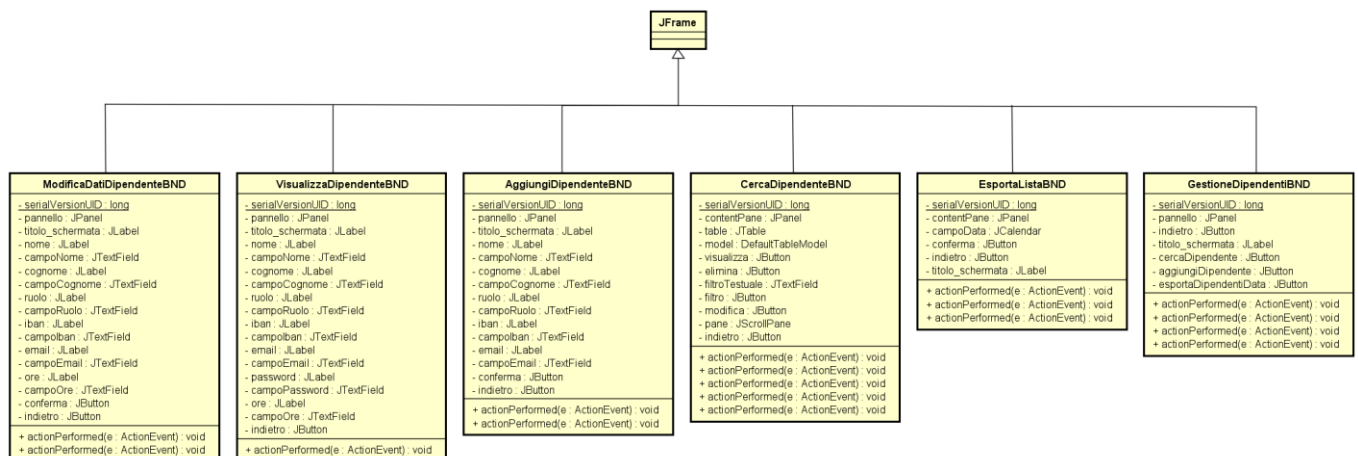 JFrame
ModificaDatiDipendenteBND
- serialVersionUID : long
- pannello : JPanel
- titolo_schermata : JLabel
- nome : JLabel
- campoNome : JTextField
- cognome : JLabel
- campoCognome : JTextField
- ruolo : JLabel
- campoRuolo : JTextField
- iban : JLabel
- campoIban : JTextField
- email : JLabel
- campoEmail : JTextField
- ore : JLabel
- campoOre : JTextField
- conferma : JButton
- indietro : JButton
+ actionPerformed(e : ActionEvent) : void
+ actionPerformed(e : ActionEvent) : void
VisualizzaDipendenteBND
- serialVersionUID : long
- pannello : JPanel
- titolo_schermata : JLabel
- nome : JLabel
- campoNome : JTextField
- cognome : JLabel
- campoCognome : JTextField
- ruolo : JLabel
- campoRuolo : JTextField
- iban : JLabel
- campoIban : JTextField
- email : JLabel
- campoEmail : JTextField
- password : JLabel
- campoPassword : JTextField
- ore : JLabel
- campoOre : JTextField
- indietro : JButton
+ actionPerformed(e : ActionEvent) : void
AggiungiDipendenteBND
- serialVersionUID : long
- pannello : JPanel
- titolo_schermata : JLabel
- nome : JLabel
- campoNome : JTextField
- cognome : JLabel
- campoCognome : JTextField
- ruolo : JLabel
- campoRuolo : JTextField
- iban : JLabel
- campoIban : JTextField
- email : JLabel
- campoEmail : JTextField
- conferma : JButton
- indietro : JButton
+ actionPerformed(e : ActionEvent) : void
+ actionPerformed(e : ActionEvent) : void
CercaDipendenteBND
- serialVersionUID : long
- contentPane : JPanel
- table : JTable
- model : DefaultTableModel
- visualizza : JButton
- elimina : JButton
- filtroTestuale : JTextField
- filtro : JButton
- modifica : JButton
- pane : JScrollPane
- indietro : JButton
+ actionPerformed(e : ActionEvent) : void
+ actionPerformed(e : ActionEvent) : void
+ actionPerformed(e : ActionEvent) : void
+ actionPerformed(e : ActionEvent) : void
+ actionPerformed(e : ActionEvent) : void
EsportaListaBND
- serialVersionUID : long
- contentPane : JPanel
- campoData : JCalendar
- conferma : JButton
- indietro : JButton
- titolo_schermata : JLabel
+ actionPerformed(e : ActionEvent) : void
+ actionPerformed(e : ActionEvent) : void
+ actionPerformed(e : ActionEvent) : void
GestioneDipendentiBND
- serialVersionUID : long
- pannello : JPanel
- indietro : JButton
- titolo_schermata : JLabel
- cercaDipendente : JButton
- aggiungiDipendente : JButton
- esportaDipendentiData : JButton
+ actionPerformed(e : ActionEvent) : void
+ actionPerformed(e : ActionEvent) : void
+ actionPerformed(e : ActionEvent) : void
+ actionPerformed(e : ActionEvent) : void